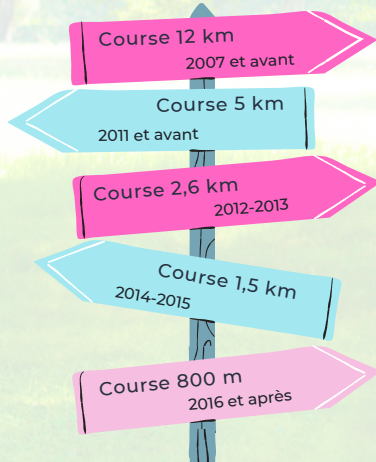 Course 12 km
2007 et avant
Course 5 km
2011 et avant
Course 2,6 km
2012-2013
Course 1,5 km
2014-2015
Course 800 m
2016 et après